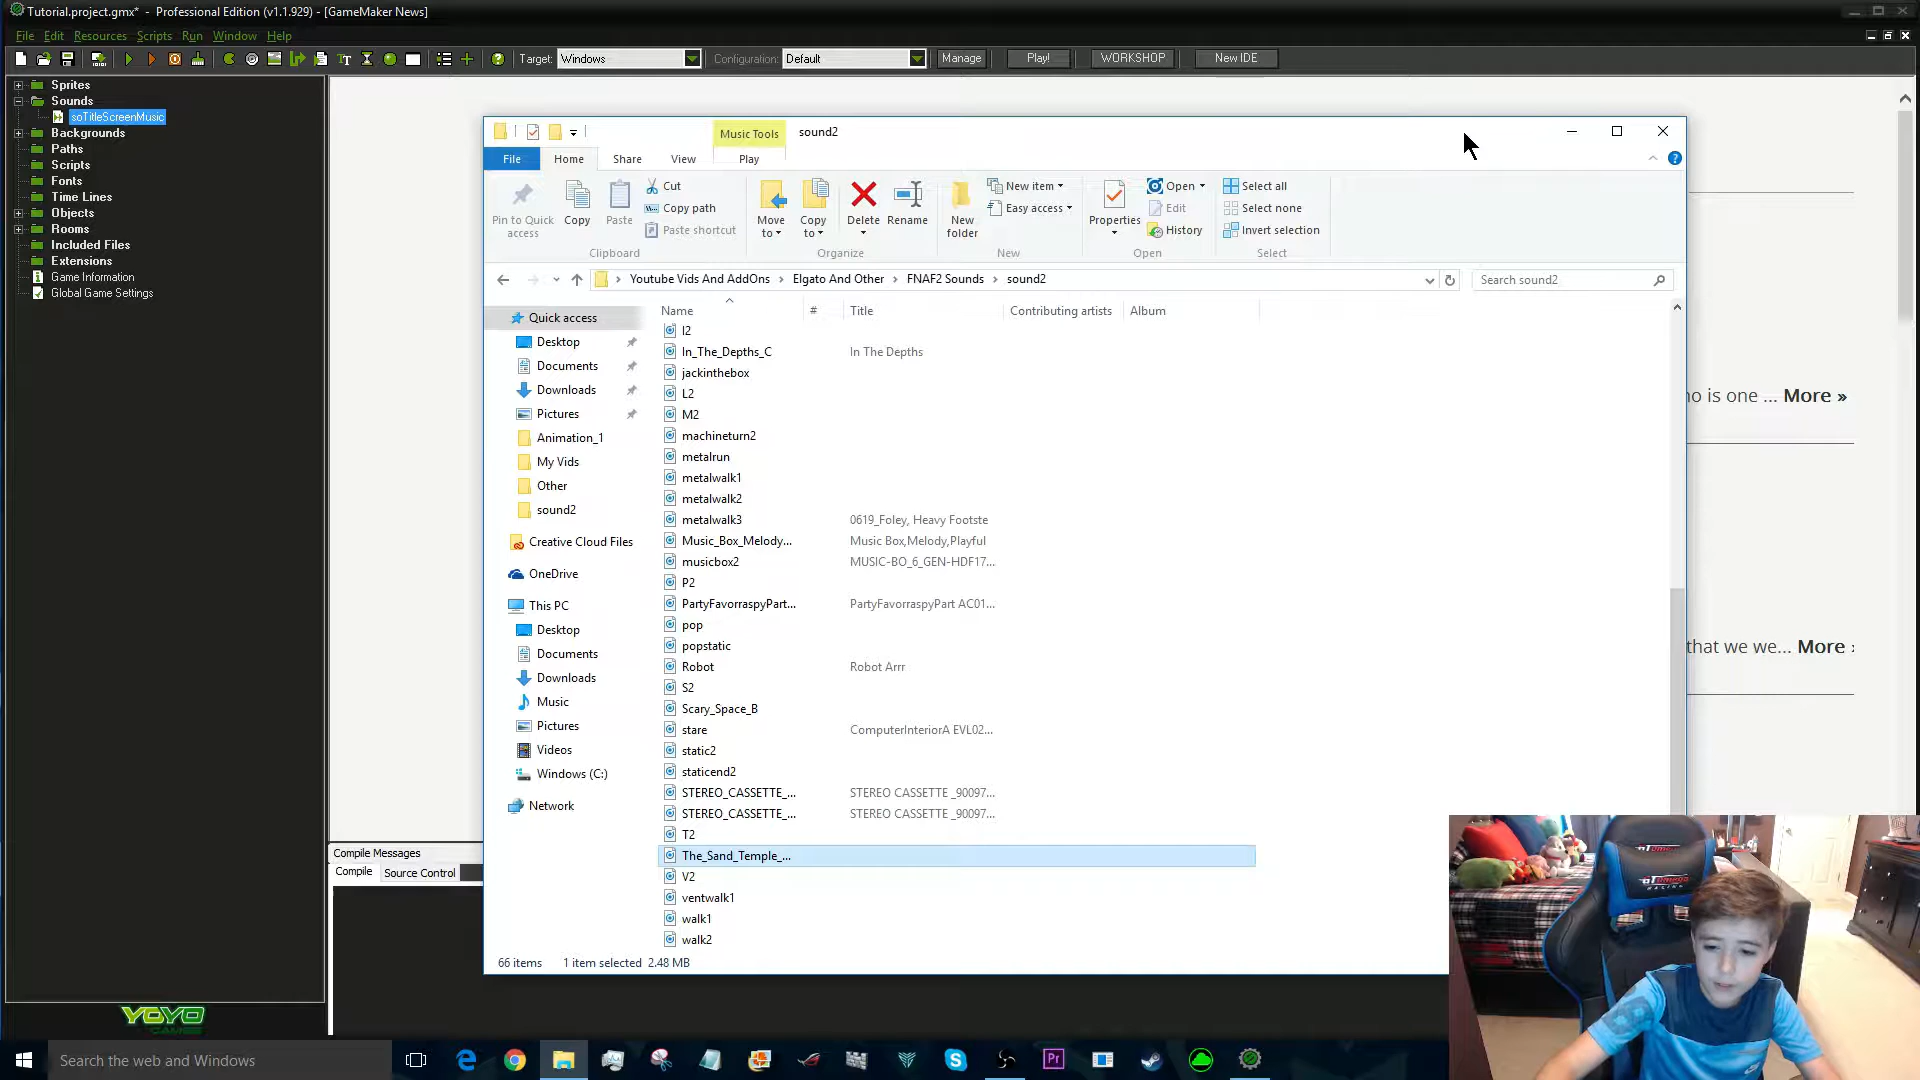 Tutorial.project.gmx* - Professional Edition (v1.1.929) - [GameMaker News]
File Edit Resources Scripts Run Window Help
Target: Windows Configuration: Default Manage Play! WORKSHOP New IDE
Sprites
Sounds
soTitleScreenMusic
Backgrounds
Paths
Scripts
Fonts
Time Lines
Objects
Rooms
Included Files
Extensions
Game Information
Global Game Settings
YOYO
GAMES
Music Tools sound2
File Home Share View Play
Pin to Quick access
Copy
Paste
Cut
Copy path
Paste shortcut
Clipboard
Move to
Copy to
Delete
Rename
Organize
New folder
New item
Easy access
New
Properties
Open
Edit
History
Open
Select all
Select none
Invert selection
Select
Youtube Vids And AddOns > Elgato And Other > FNAF2 Sounds > sound2
Search sound2
Quick access
Desktop
Documents
Downloads
Pictures
Animation_1
My Vids
Other
sound2
Creative Cloud Files
OneDrive
This PC
Desktop
Documents
Downloads
Music
Pictures
Videos
Windows (C:)
Network
Name # Title Contributing artists Album
I2
In_The_Depths_C In The Depths
jackinthebox
L2
M2
machineturn2
metalrun
metalwalk1
metalwalk2
metalwalk3 0619_Foley, Heavy Footste
Music_Box_Melody... Music Box,Melody,Playful
musicbox2 MUSIC-BO_6_GEN-HDF17...
P2
PartyFavorraspyPart... PartyFavorraspyPart AC01...
pop
popstatic
Robot Robot Arrr
S2
Scary_Space_B
stare ComputerInteriorA EVL02...
static2
staticend2
STEREO_CASSETTE_... STEREO CASSETTE _90097...
STEREO_CASSETTE_... STEREO CASSETTE _90097...
T2
The_Sand_Temple_...
V2
ventwalk1
walk1
walk2
66 items 1 item selected 2.48 MB
o is one ... More »
that we we... More
Compile Messages
Compile Source Control
Search the web and Windows